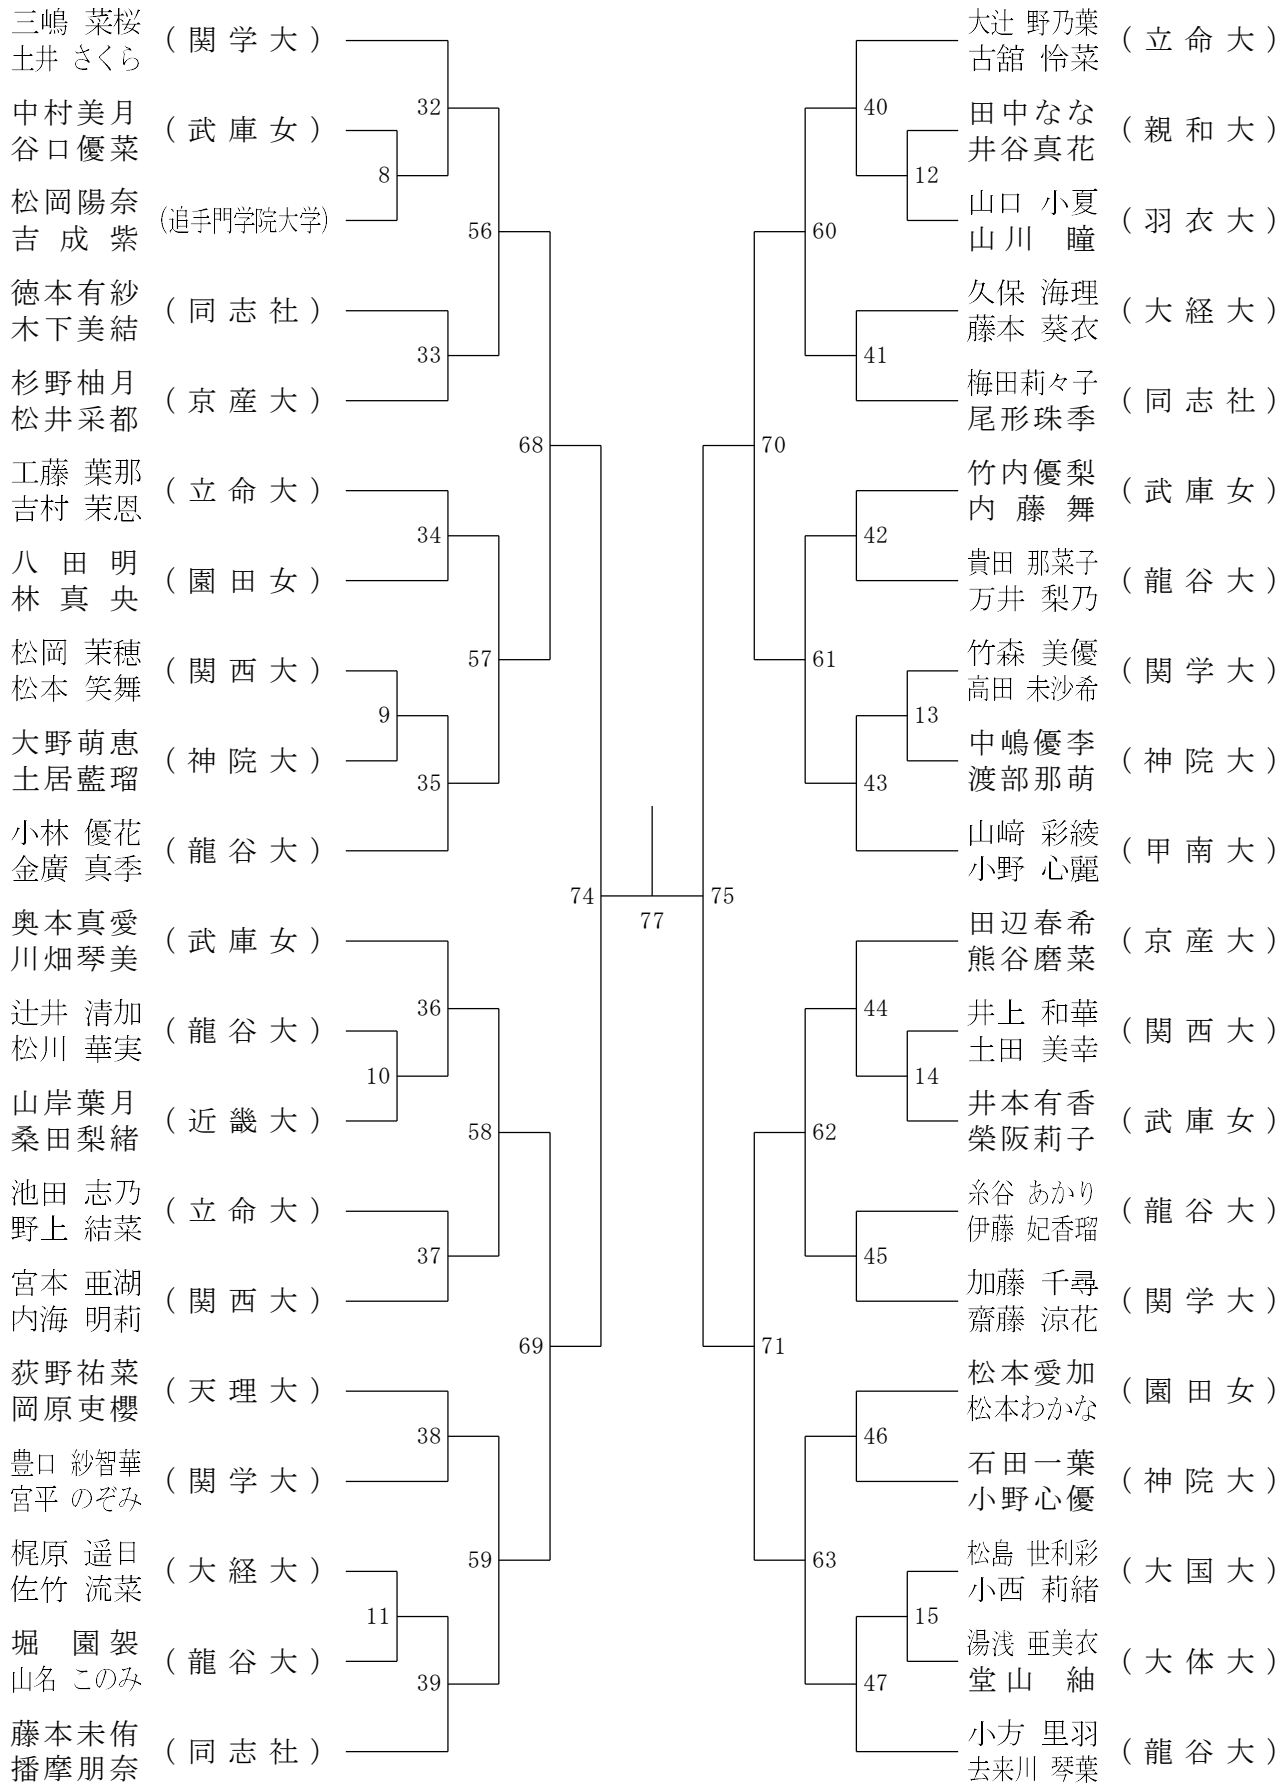 三嶋 菜桜
土井 さくら
(関学大)
中村美月
谷口優菜
(武庫女)
松岡陽奈
吉成紫
(追手門学院大学)
徳本有紗
木下美結
(同志社)
杉野柚月
松井采都
(京産大)
工藤 葉那
吉村 茉恩
(立命大)
八田明
林真央
(園田女)
松岡 茉穂
松本 笑舞
(関西大)
大野萌恵
土居藍瑠
(神院大)
小林 優花
金廣 真季
(龍谷大)
奥本真愛
川畑琴美
(武庫女)
辻井 清加
松川 華実
(龍谷大)
山岸葉月
桑田梨緒
(近畿大)
池田 志乃
野上 結菜
(立命大)
宮本 亜湖
内海 明莉
(関西大)
荻野祐菜
岡原吏櫻
(天理大)
豊口 紗智華
宮平 のぞみ
(関学大)
梶原 遥日
佐竹 流菜
(大経大)
堀 園袈
山名 このみ
(龍谷大)
藤本未侑
播摩朋奈
(同志社)
32
8
56
33
68
34
57
9
35
74
36
10
58
37
69
38
59
11
39
77
75
40
12
60
41
70
42
61
13
43
44
14
62
45
71
46
63
15
47
大辻 野乃葉
古舘 怜菜
(立命大)
田中なな
井谷真花
(親和大)
山口 小夏
山川 瞳
(羽衣大)
久保 海理
藤本 葵衣
(大経大)
梅田莉々子
尾形珠季
(同志社)
竹内優梨
内藤舞
(武庫女)
貴田 那菜子
万井 梨乃
(龍谷大)
竹森 美優
高田 未沙希
(関学大)
中嶋優李
渡部那萌
(神院大)
山﨑 彩綾
小野 心麗
(甲南大)
田辺春希
熊谷磨菜
(京産大)
井上 和華
土田 美幸
(関西大)
井本有香
榮阪莉子
(武庫女)
糸谷 あかり
伊藤 妃香瑠
(龍谷大)
加藤 千尋
齋藤 涼花
(関学大)
松本愛加
松本わかな
(園田女)
石田一葉
小野心優
(神院大)
松島 世利彩
小西 莉緒
(大国大)
湯浅 亜美衣
堂山 紬
(大体大)
小方 里羽
去来川 琴葉
(龍谷大)